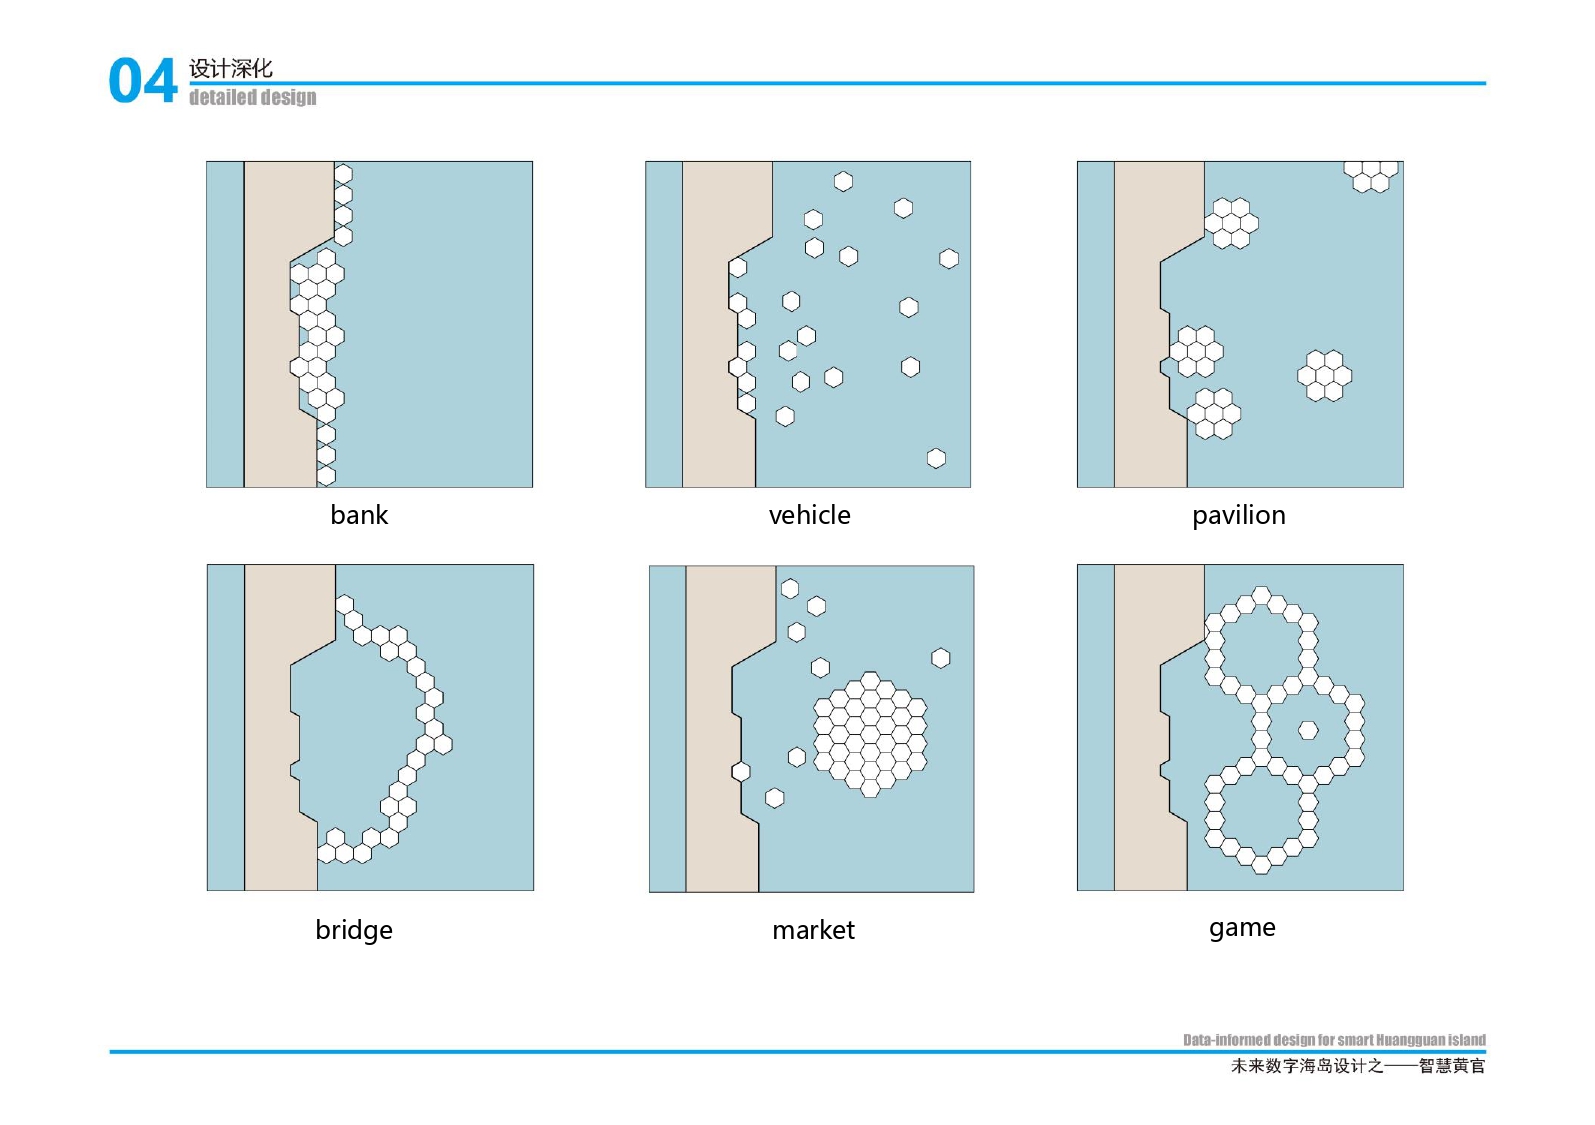 04
设计深化
detailed design
bank
vehicle
pavilion
bridge
market
game
Data-informed design for smart Huangguan island
未来数字海岛设计之——智慧黄官